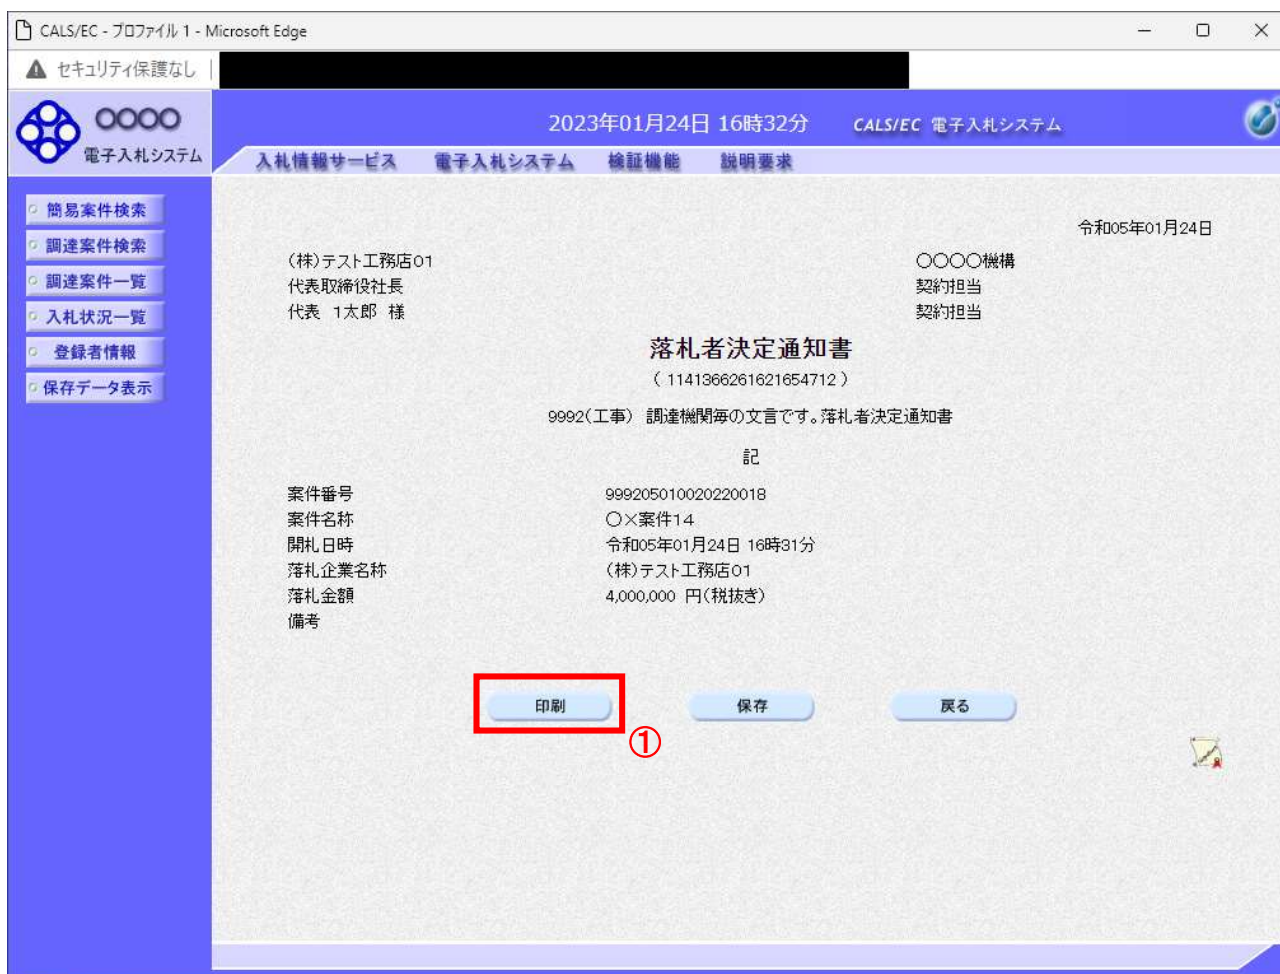 CALS/EC - プロファイル 1 - Microsoft Edge
セキュリティ保護なし
〇〇〇〇
電子入札システム
2023年01月24日 16時32分 CALS/EC 電子入札システム
入札情報サービス 電子入札システム 検証機能 説明要求
簡易案件検索
調達案件検索
調達案件一覧
入札状況一覧
登録者情報
保存データ表示
令和05年01月24日
(株)テスト工務店01
代表取締役社長
代表 1太郎 様
〇〇〇〇機構
契約担当
契約担当
落札者決定通知書
( 1141366261621654712 )
9992(工事) 調達機関毎の文言です。落札者決定通知書
記
案件番号 999205010020220018
案件名称 〇×案件14
開札日時 令和05年01月24日 16時31分
落札企業名称 (株)テスト工務店01
落札金額 4,000,000 円(税抜き)
備考
印刷 保存 戻る
①